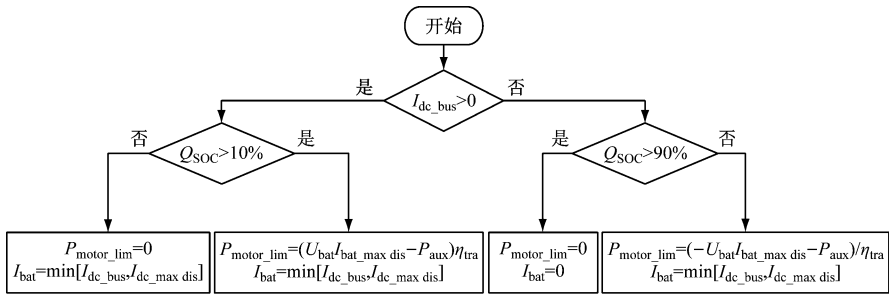 开始
是
I_dc_bus>0
否
否
Q_SOC>10%
是
是
Q_SOC>90%
否
P_motor_lim=0
I_bat=min[I_dc_bus,I_dc_max dis]
P_motor_lim=(U_bat I_bat_max dis−P_aux)η_tra
I_bat=min[I_dc_bus,I_dc_max dis]
P_motor_lim=0
I_bat=0
P_motor_lim=(−U_bat I_bat_max dis−P_aux)/η_tra
I_bat=min[I_dc_bus,I_dc_max dis]